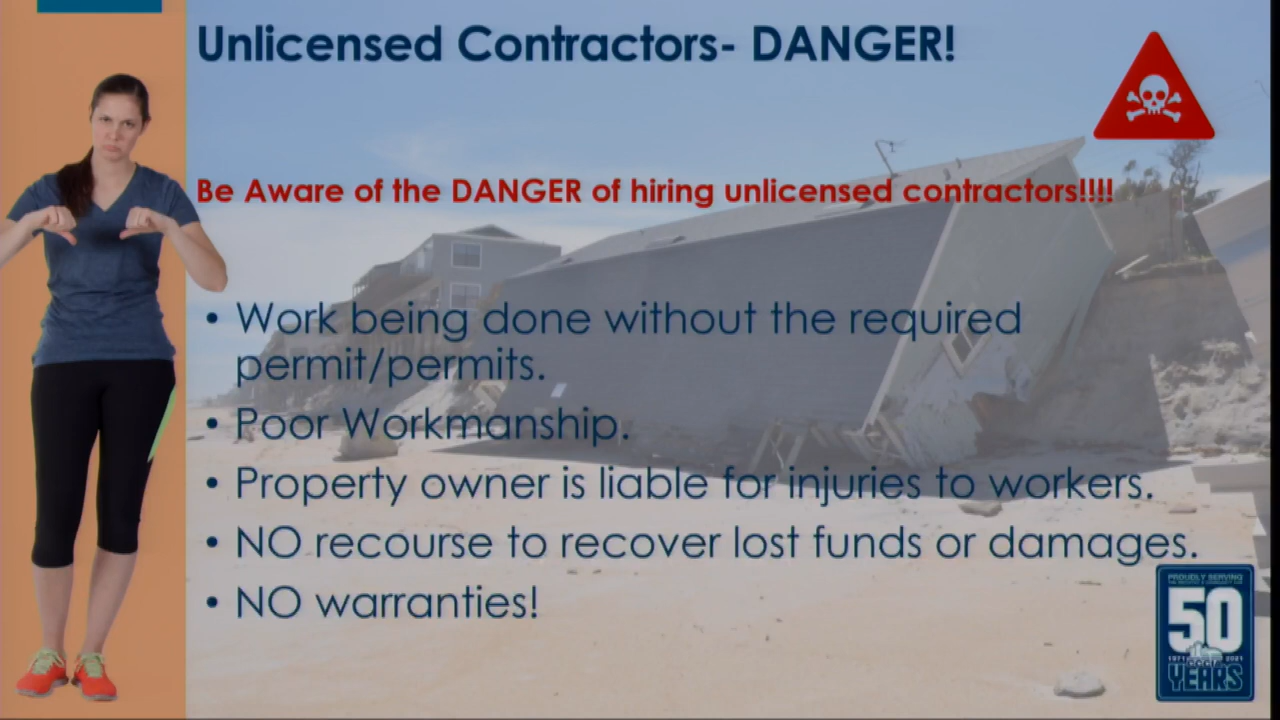 Unlicensed Contractors- DANGER!
Be Aware of the DANGER of hiring unlicensed contractors!!!!
• Work being done without the required
permit/permits.
• Poor Workmanship.
• Property owner is liable for injuries to workers.
• NO recourse to recover lost funds or damages.
• NO warranties!
PROUDLY SERVING
50
YEARS